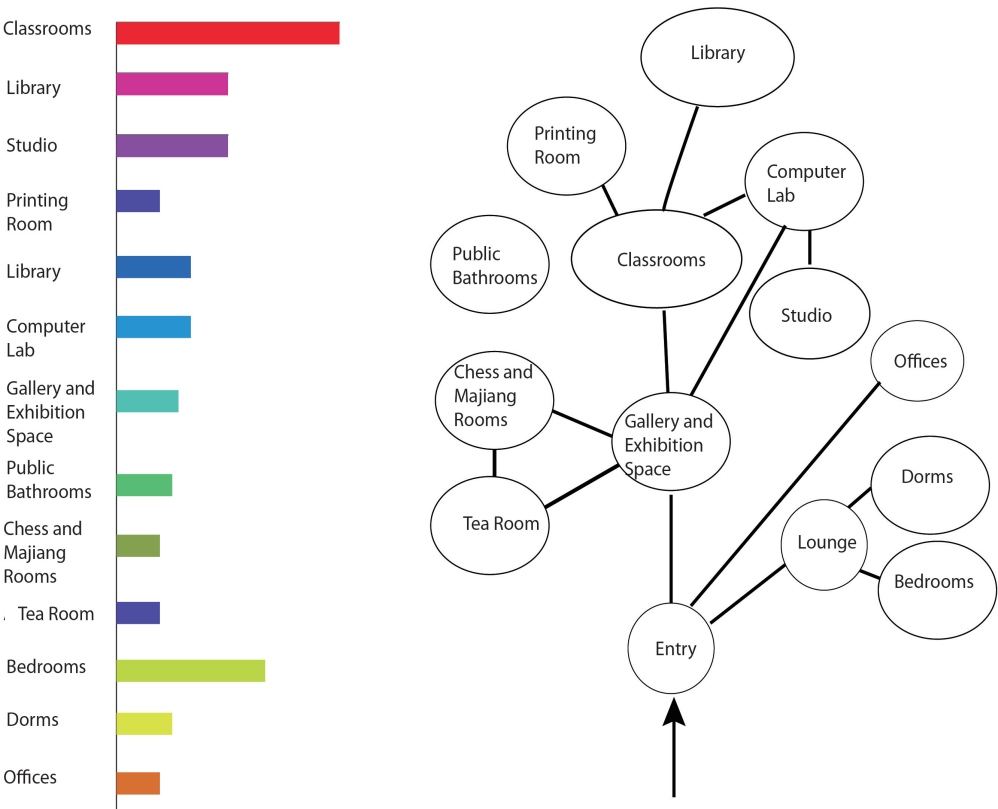 Classrooms
Library
Studio
Printing
Room
Library
Computer
Lab
Gallery and
Exhibition
Space
Public
Bathrooms
Chess and
Majiang
Rooms
Tea Room
Bedrooms
Dorms
Offices
Library
Printing
Room
Computer
Lab
Public
Bathrooms
Classrooms
Studio
Offices
Chess and
Majiang
Rooms
Gallery and
Exhibition
Space
Tea Room
Dorms
Lounge
Bedrooms
Entry